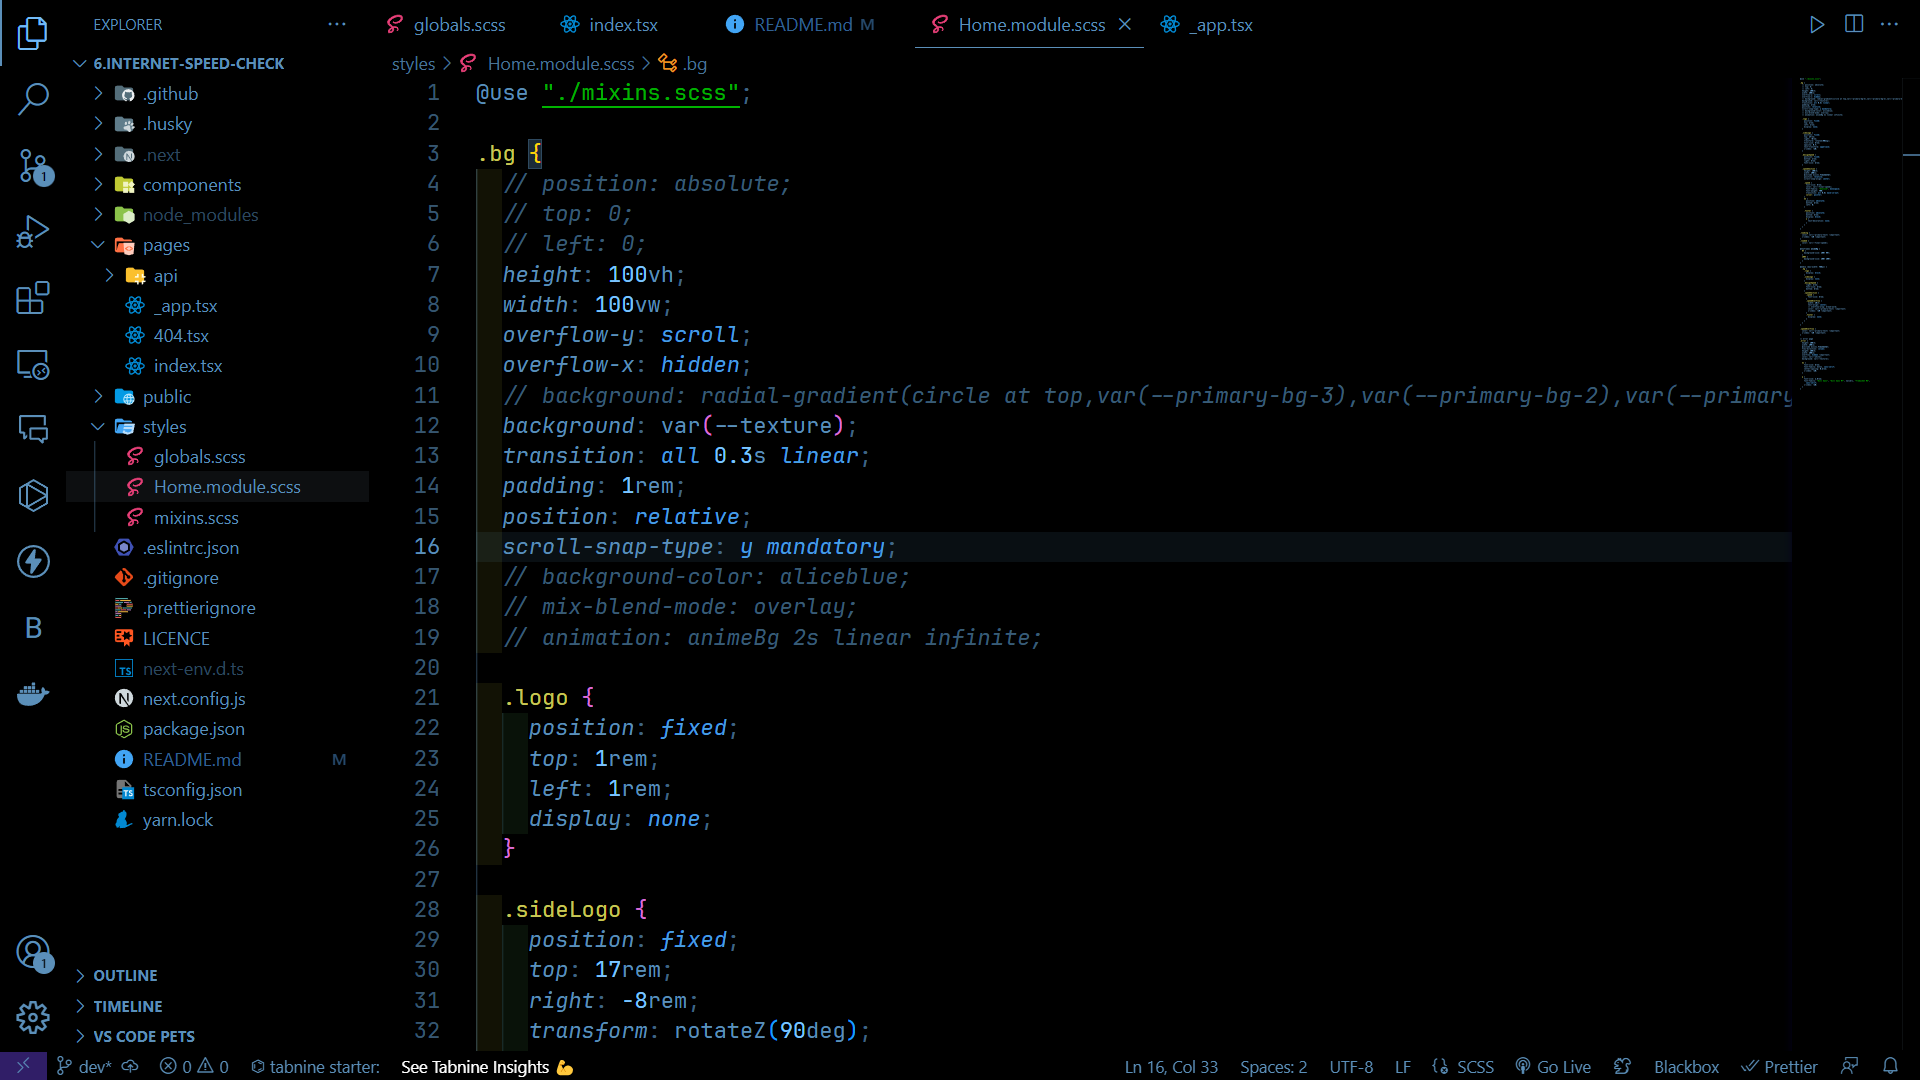 EXPLORER
6.INTERNET-SPEED-CHECK
.github
.husky
.next
components
node_modules
pages
api
_app.tsx
404.tsx
index.tsx
public
styles
globals.scss
Home.module.scss
mixins.scss
.eslintrc.json
.gitignore
.prettierignore
LICENCE
next-env.d.ts
next.config.js
package.json
README.md M
tsconfig.json
yarn.lock
OUTLINE
TIMELINE
VS CODE PETS
globals.scss index.tsx README.md M Home.module.scss _app.tsx
styles > Home.module.scss > .bg
1 @use "./mixins.scss";
2
3 .bg {
4 // position: absolute;
5 // top: 0;
6 // left: 0;
7 height: 100vh;
8 width: 100vw;
9 overflow-y: scroll;
10 overflow-x: hidden;
11 // background: radial-gradient(circle at top,var(--primary-bg-3),var(--primary-bg-2),var(--primary
12 background: var(--texture);
13 transition: all 0.3s linear;
14 padding: 1rem;
15 position: relative;
16 scroll-snap-type: y mandatory;
17 // background-color: aliceblue;
18 // mix-blend-mode: overlay;
19 // animation: animeBg 2s linear infinite;
20
21 .logo {
22 position: fixed;
23 top: 1rem;
24 left: 1rem;
25 display: none;
26 }
27
28 .sideLogo {
29 position: fixed;
30 top: 17rem;
31 right: -8rem;
32 transform: rotateZ(90deg);
1
B
1
dev* 0 0 tabnine starter: See Tabnine Insights 💪 Ln 16, Col 33 Spaces: 2 UTF-8 LF SCSS Go Live Blackbox Prettier